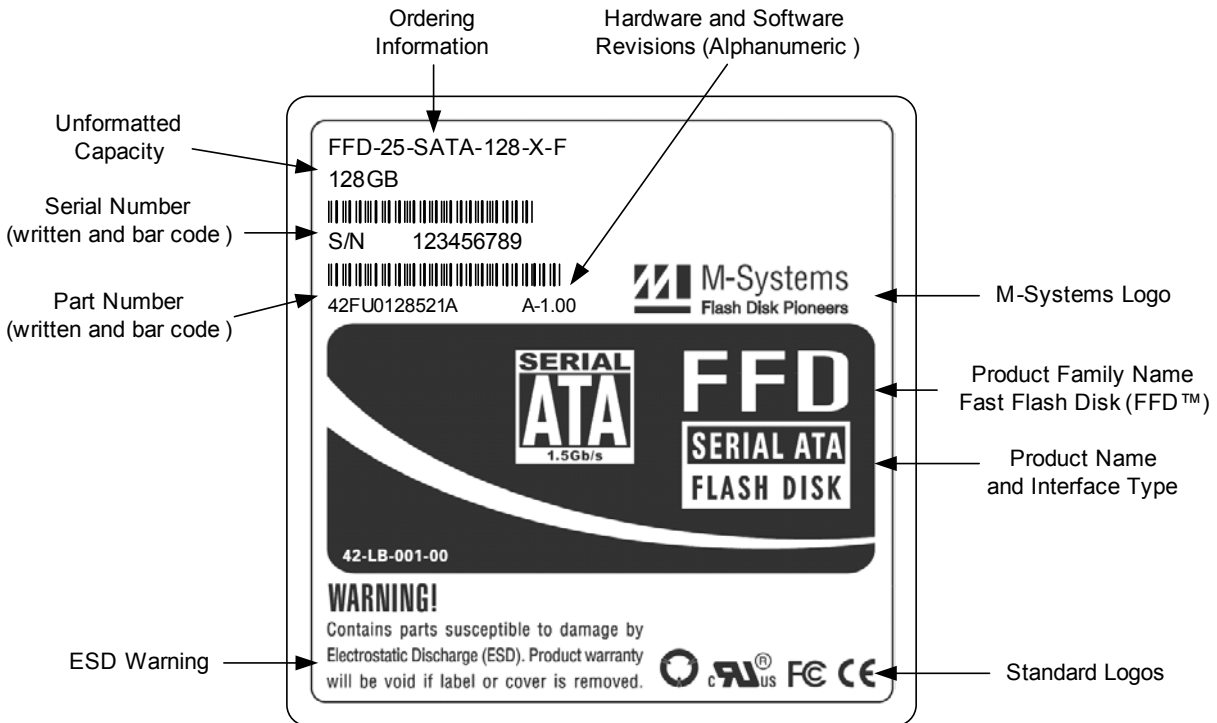 Ordering
Information
Hardware and Software
Revisions (Alphanumeric )
Unformatted
Capacity
FFD-25-SATA-128-X-F
128GB
Serial Number
(written and bar code )
S/N 123456789
Part Number
(written and bar code )
42FU0128521A A-1.00
M-Systems
Flash Disk Pioneers
M-Systems Logo
SERIAL
ATA
1.5Gb/s
FFD
SERIAL ATA
FLASH DISK
Product Family Name
Fast Flash Disk (FFD™)
Product Name
and Interface Type
42-LB-001-00
WARNING!
Contains parts susceptible to damage by
Electrostatic Discharge (ESD). Product warranty
will be void if label or cover is removed.
ESD Warning
c RU ® US FC CE
Standard Logos